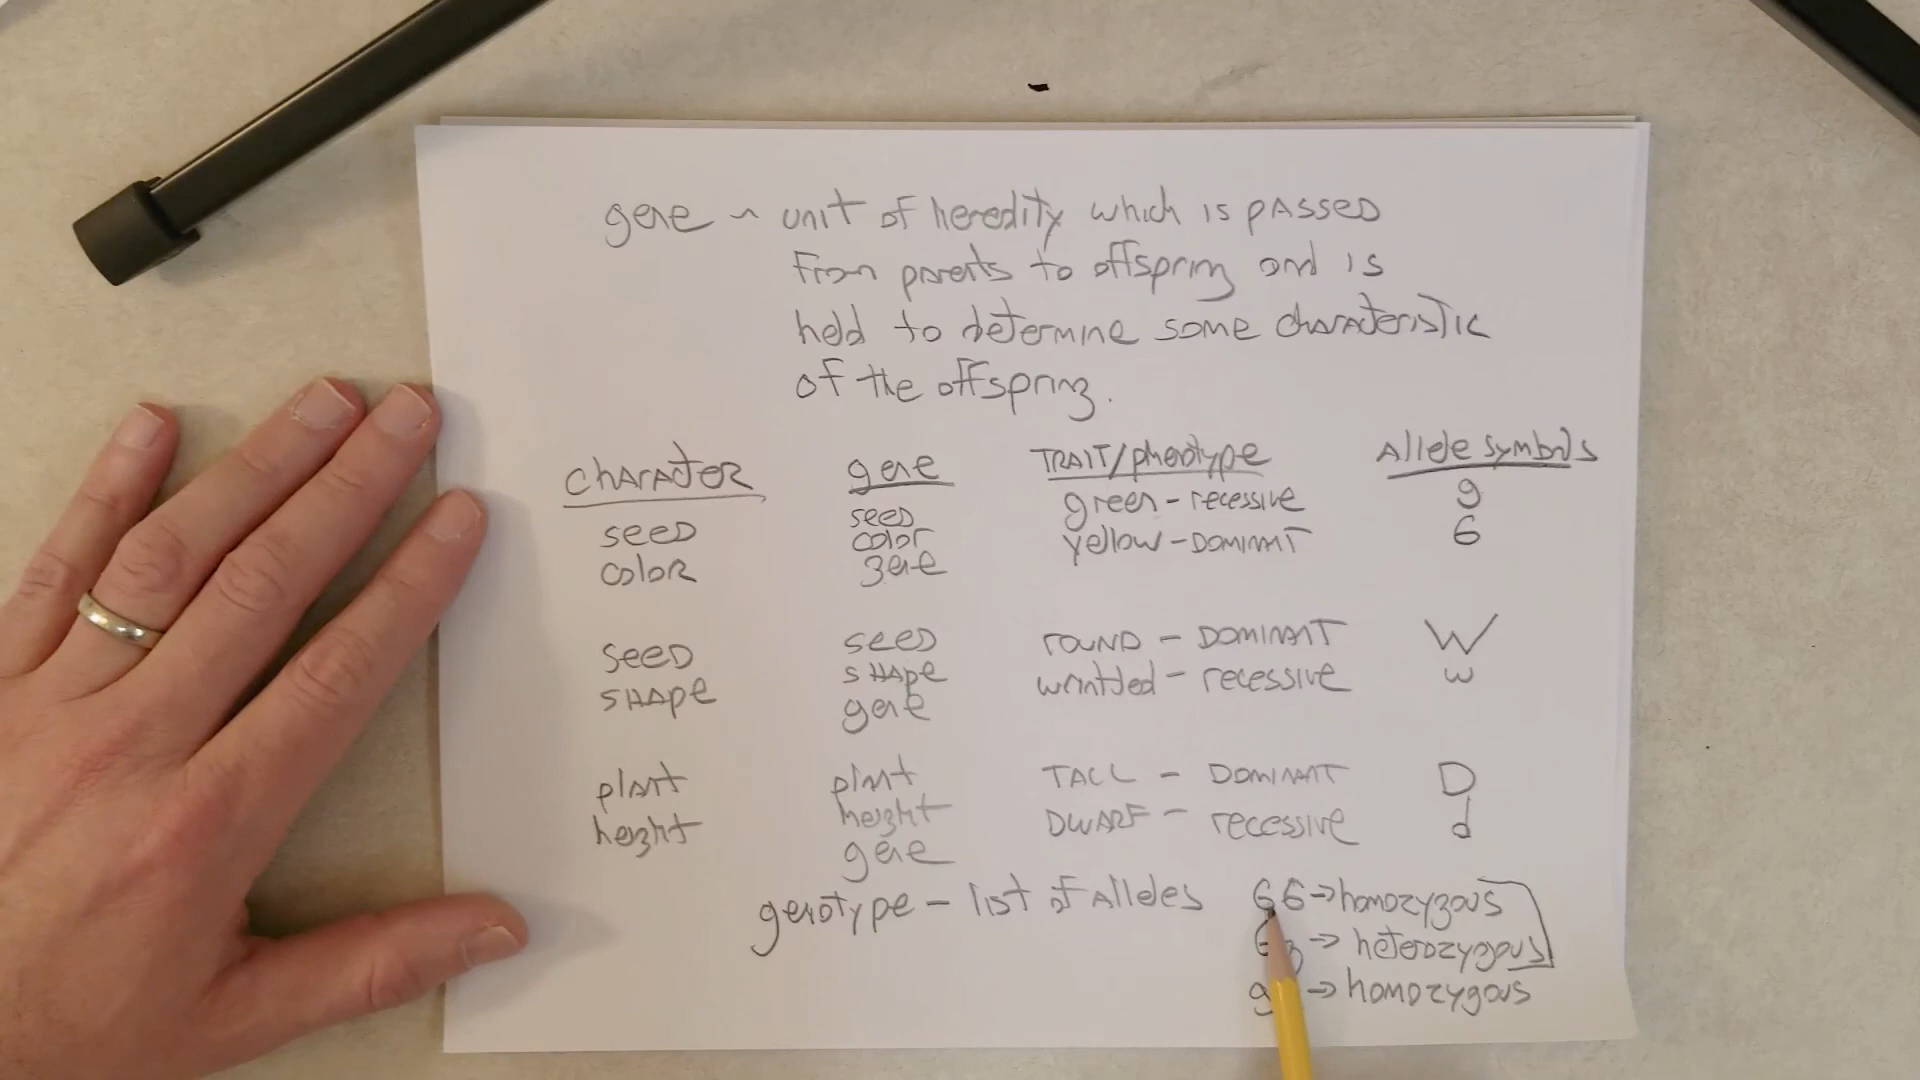 gene ~ unit of heredity which is passed
from parents to offspring and is
held to determine some characteristic
of the offspring.
character gene TRAIT/phenotype Allele symbols
seed color
seed color gene
green - recessive g
yellow - DOMINANT G
seed shape
seed shape gene
round - DOMINANT W
wrinkled - recessive w
plant height
plant height gene
TALL - DOMINANT D
DWARF - recessive d
genotype - list of Alleles GG → homozygous
Gg → heterozygous
g → homozygous